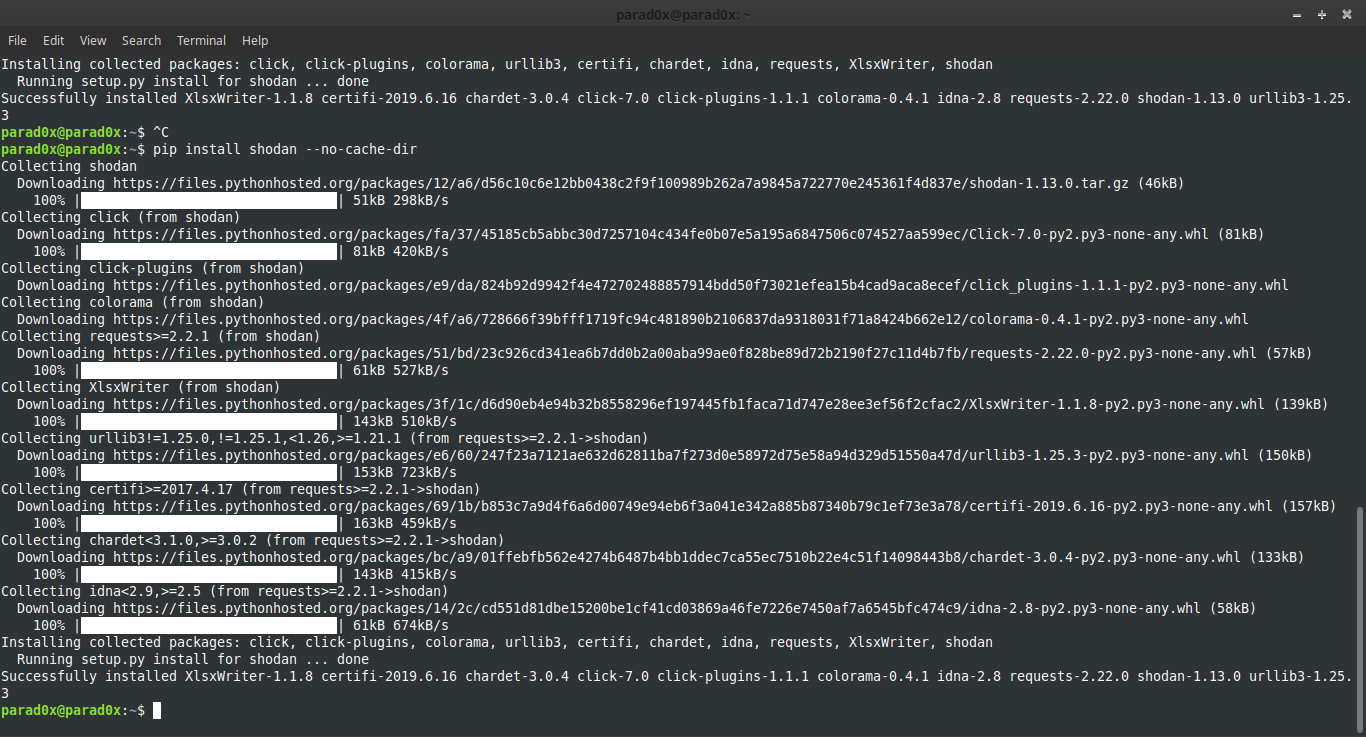 parad0x@parad0x: ~
File Edit View Search Terminal Help
Installing collected packages: click, click-plugins, colorama, urllib3, certifi, chardet, idna, requests, XlsxWriter, shodan
  Running setup.py install for shodan ... done
Successfully installed XlsxWriter-1.1.8 certifi-2019.6.16 chardet-3.0.4 click-7.0 click-plugins-1.1.1 colorama-0.4.1 idna-2.8 requests-2.22.0 shodan-1.13.0 urllib3-1.25.
3
parad0x@parad0x:~$ ^C
parad0x@parad0x:~$ pip install shodan --no-cache-dir
Collecting shodan
  Downloading https://files.pythonhosted.org/packages/12/a6/d56c10c6e12bb0438c2f9f100989b262a7a9845a722770e245361f4d837e/shodan-1.13.0.tar.gz (46kB)
    100% |████████████████████████████████| 51kB 298kB/s
Collecting click (from shodan)
  Downloading https://files.pythonhosted.org/packages/fa/37/45185cb5abbc30d7257104c434fe0b07e5a195a6847506c074527aa599ec/Click-7.0-py2.py3-none-any.whl (81kB)
    100% |████████████████████████████████| 81kB 420kB/s
Collecting click-plugins (from shodan)
  Downloading https://files.pythonhosted.org/packages/e9/da/824b92d9942f4e472702488857914bdd50f73021efea15b4cad9aca8ecef/click_plugins-1.1.1-py2.py3-none-any.whl
Collecting colorama (from shodan)
  Downloading https://files.pythonhosted.org/packages/4f/a6/728666f39bfff1719fc94c481890b2106837da9318031f71a8424b662e12/colorama-0.4.1-py2.py3-none-any.whl
Collecting requests>=2.2.1 (from shodan)
  Downloading https://files.pythonhosted.org/packages/51/bd/23c926cd341ea6b7dd0b2a00aba99ae0f828be89d72b2190f27c11d4b7fb/requests-2.22.0-py2.py3-none-any.whl (57kB)
    100% |████████████████████████████████| 61kB 527kB/s
Collecting XlsxWriter (from shodan)
  Downloading https://files.pythonhosted.org/packages/3f/1c/d6d90eb4e94b32b8558296ef197445fb1faca71d747e28ee3ef56f2cfac2/XlsxWriter-1.1.8-py2.py3-none-any.whl (139kB)
    100% |████████████████████████████████| 143kB 510kB/s
Collecting urllib3!=1.25.0,!=1.25.1,<1.26,>=1.21.1 (from requests>=2.2.1->shodan)
  Downloading https://files.pythonhosted.org/packages/e6/60/247f23a7121ae632d62811ba7f273d0e58972d75e58a94d329d51550a47d/urllib3-1.25.3-py2.py3-none-any.whl (150kB)
    100% |████████████████████████████████| 153kB 723kB/s
Collecting certifi>=2017.4.17 (from requests>=2.2.1->shodan)
  Downloading https://files.pythonhosted.org/packages/69/1b/b853c7a9d4f6a6d00749e94eb6f3a041e342a885b87340b79c1ef73e3a78/certifi-2019.6.16-py2.py3-none-any.whl (157kB)
    100% |████████████████████████████████| 163kB 459kB/s
Collecting chardet<3.1.0,>=3.0.2 (from requests>=2.2.1->shodan)
  Downloading https://files.pythonhosted.org/packages/bc/a9/01ffebfb562e4274b6487b4bb1ddec7ca55ec7510b22e4c51f14098443b8/chardet-3.0.4-py2.py3-none-any.whl (133kB)
    100% |████████████████████████████████| 143kB 415kB/s
Collecting idna<2.9,>=2.5 (from requests>=2.2.1->shodan)
  Downloading https://files.pythonhosted.org/packages/14/2c/cd551d81dbe15200be1cf41cd03869a46fe7226e7450af7a6545bfc474c9/idna-2.8-py2.py3-none-any.whl (58kB)
    100% |████████████████████████████████| 61kB 674kB/s
Installing collected packages: click, click-plugins, colorama, urllib3, certifi, chardet, idna, requests, XlsxWriter, shodan
  Running setup.py install for shodan ... done
Successfully installed XlsxWriter-1.1.8 certifi-2019.6.16 chardet-3.0.4 click-7.0 click-plugins-1.1.1 colorama-0.4.1 idna-2.8 requests-2.22.0 shodan-1.13.0 urllib3-1.25.
3
parad0x@parad0x:~$